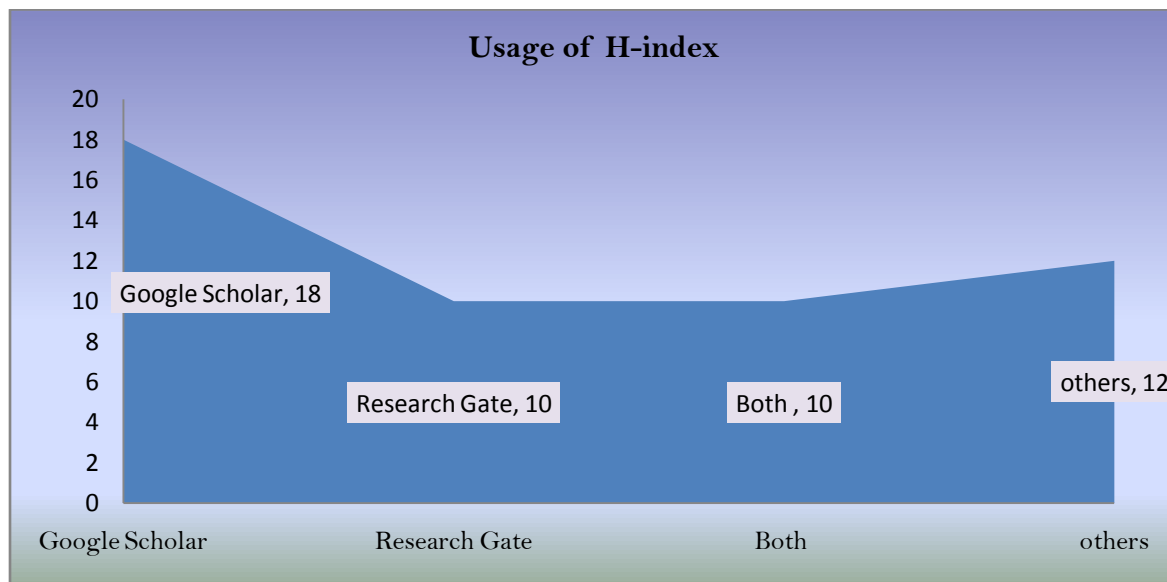 Usage of H-index
20
18
16
14
12
10
8
6
4
2
0
Google Scholar, 18
Research Gate, 10
Both , 10
others, 12
Google Scholar
Research Gate
Both
others